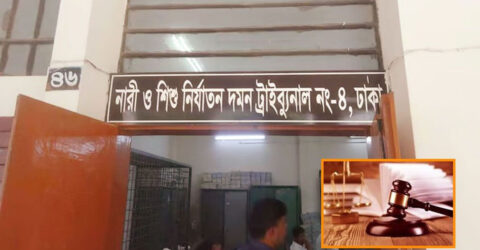 ৪৬
নারী ও শিশু নির্যাতন দমন ট্রাইব্যুনাল নং-৪, ঢাকা